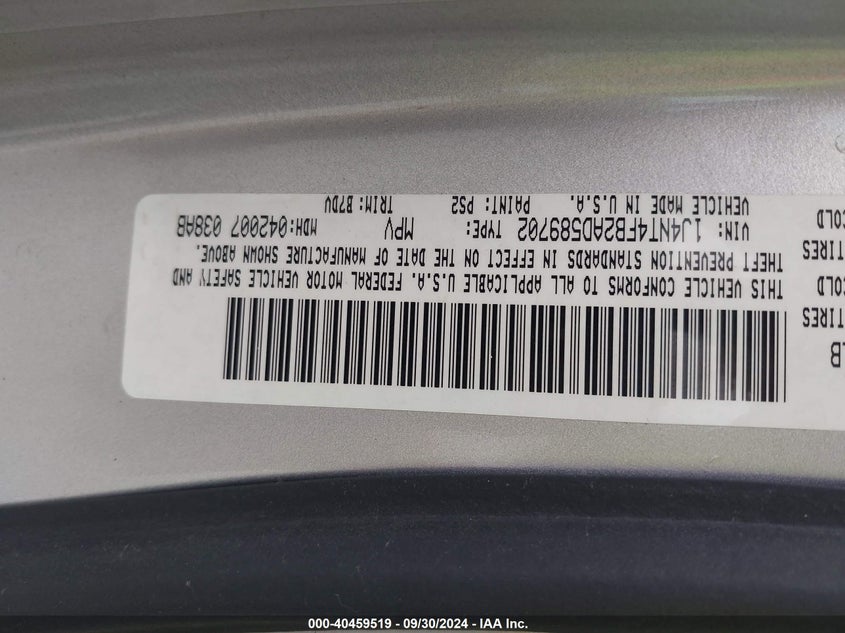 LB
TIRES
COLD
TIRES
COLD
THIS VEHICLE CONFORMS TO ALL APPLICABLE U.S.A. FEDERAL MOTOR VEHICLE SAFETY AND
THEFT PREVENTION STANDARDS IN EFFECT ON THE DATE OF MANUFACTURE SHOWN ABOVE.
VIN: 1J4NT4FB2AD589702 TYPE: MPV MDH:042007 038AB
VEHICLE MADE IN U.S.A. PAINT: PS2 TRIM: B7DV
000-40459519 - 09/30/2024 - IAA Inc.